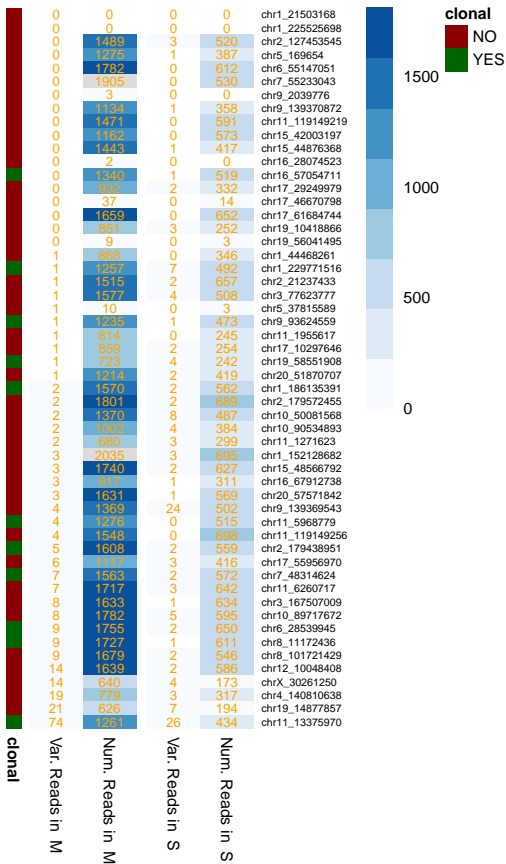 clonal
NO
YES
1500
1000
500
0
0 0 0 0 chr1_21503168
0 0 0 0 chr1_225525698
0 1489 3 520 chr2_127453545
0 1275 1 387 chr5_169654
0 1782 0 612 chr6_55147051
0 1905 0 530 chr7_55233043
0 3 0 0 chr9_2039776
0 1134 1 358 chr9_139370872
0 1471 0 591 chr11_119149219
0 1162 0 573 chr15_42003197
0 1443 1 417 chr15_44876368
0 2 0 0 chr16_28074523
0 1340 1 519 chr16_57054711
0 932 2 332 chr17_29249979
0 37 0 14 chr17_46670798
0 1659 0 652 chr17_61684744
0 851 3 252 chr19_10418866
0 9 0 3 chr19_56041495
1 868 0 346 chr1_44468261
1 1257 7 492 chr1_229771516
1 1515 2 657 chr2_21237433
1 1577 4 508 chr3_77623777
1 10 0 3 chr5_37815589
1 1235 1 473 chr9_93624559
1 814 0 245 chr11_1955617
1 859 2 254 chr17_10297646
1 723 4 242 chr19_58551908
1 1214 2 419 chr20_51870707
2 1570 2 562 chr1_186135391
2 1801 2 689 chr2_179572455
2 1370 8 487 chr10_50081568
2 1002 4 384 chr10_90534893
2 680 3 299 chr11_1271623
3 2035 3 695 chr1_152128682
3 1740 2 627 chr15_48566792
3 917 1 311 chr16_67912738
3 1631 1 569 chr20_57571842
4 1369 24 502 chr9_139369543
4 1276 0 515 chr11_5968779
4 1548 0 698 chr11_119149256
5 1608 2 559 chr2_179438951
6 1117 3 416 chr17_55956970
7 1563 2 572 chr7_48314624
7 1717 3 642 chr11_6260717
8 1633 1 634 chr3_167507009
8 1782 5 595 chr10_89717672
9 1755 2 650 chr6_28539945
9 1727 1 611 chr8_11172436
9 1679 2 546 chr8_101721429
14 1639 2 586 chr12_10048408
14 640 4 173 chrX_30261250
19 779 3 317 chr4_140810638
21 626 7 194 chr19_14877857
74 1261 26 434 chr11_13375970
clonal
Var. Reads in M
Num. Reads in M
Var. Reads in S
Num. Reads in S